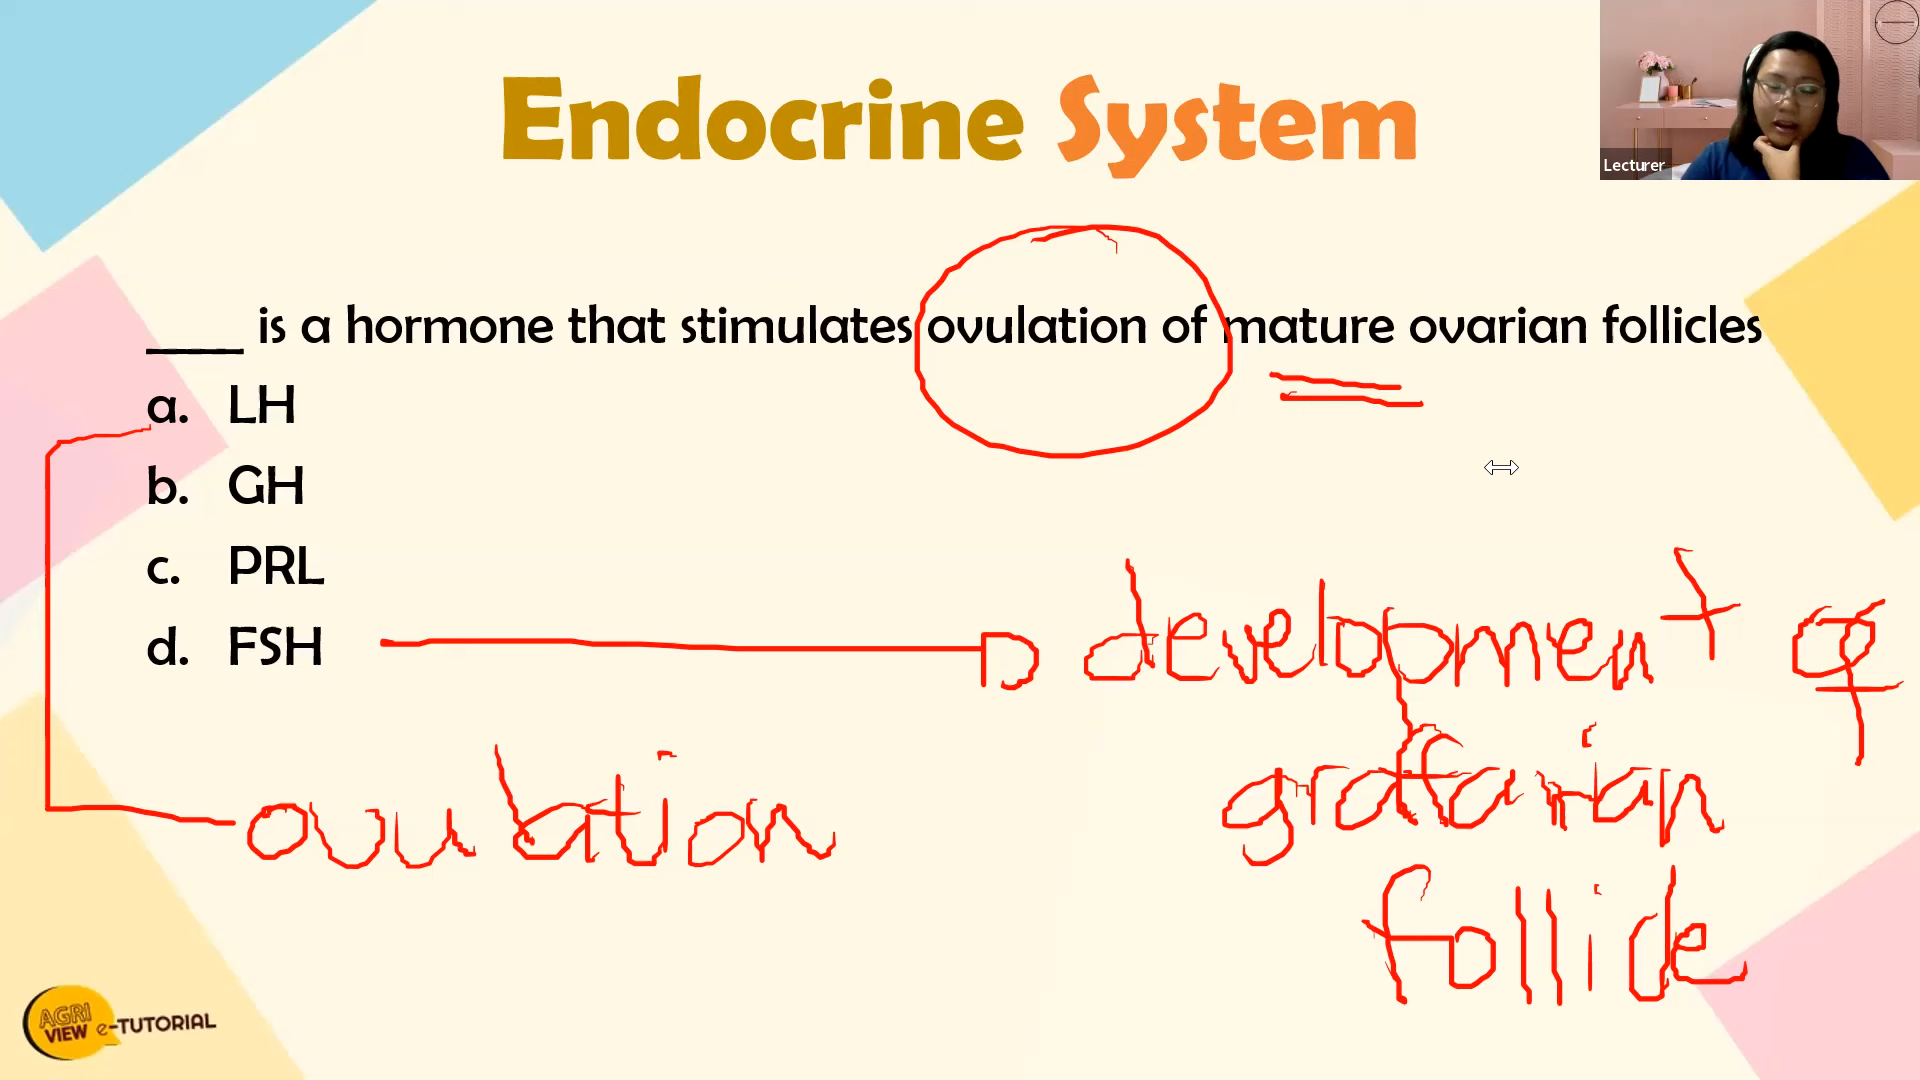 Endocrine System
Lecturer
____ is a hormone that stimulates ovulation of mature ovarian follicles
a. LH
b. GH
c. PRL
d. FSH
development of
graffarian
follicle
ovulation
AGRI
VIEW e-TUTORIAL